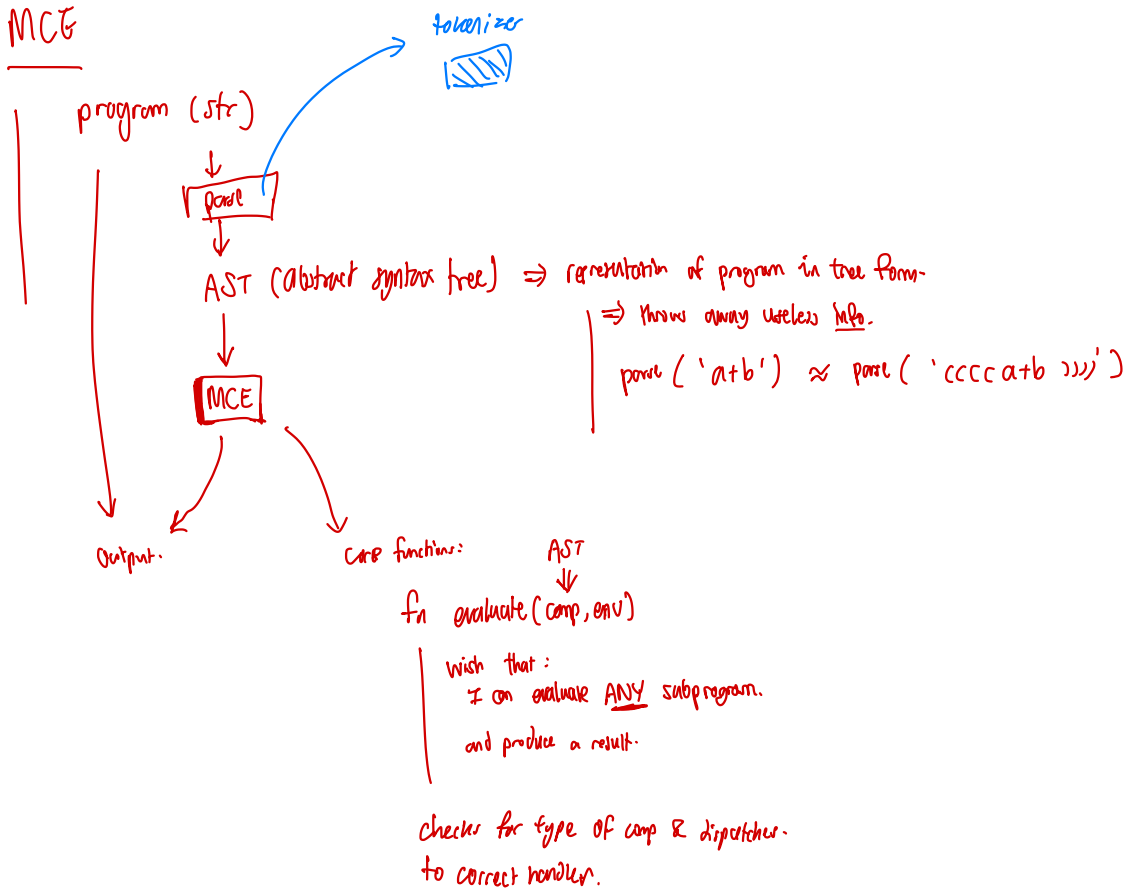 MCE
tokenizer
program (str)
parse
AST (abstract syntax tree) ⇒ representation of program in tree form.
⇒ throws away useless info.
parse ( 'a+b' ) ≈ parse ( '((((a+b ))))' )
MCE
Output.
Core functions:
AST
fn evaluate (comp, env)
wish that :
I can evaluate ANY subprogram.
and produce a result.
checks for type of comp & dispatches.
to correct handler.